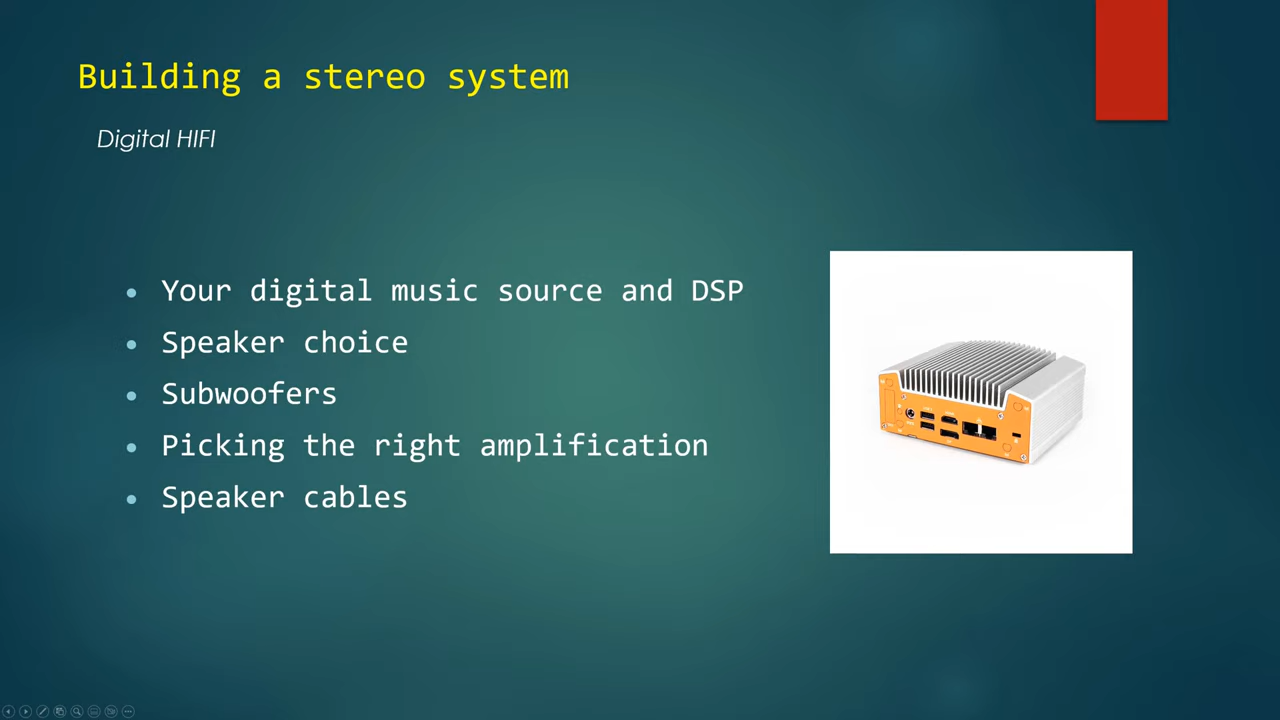 Building a stereo system
Digital HIFI
Your digital music source and DSP
Speaker choice
Subwoofers
Picking the right amplification
Speaker cables